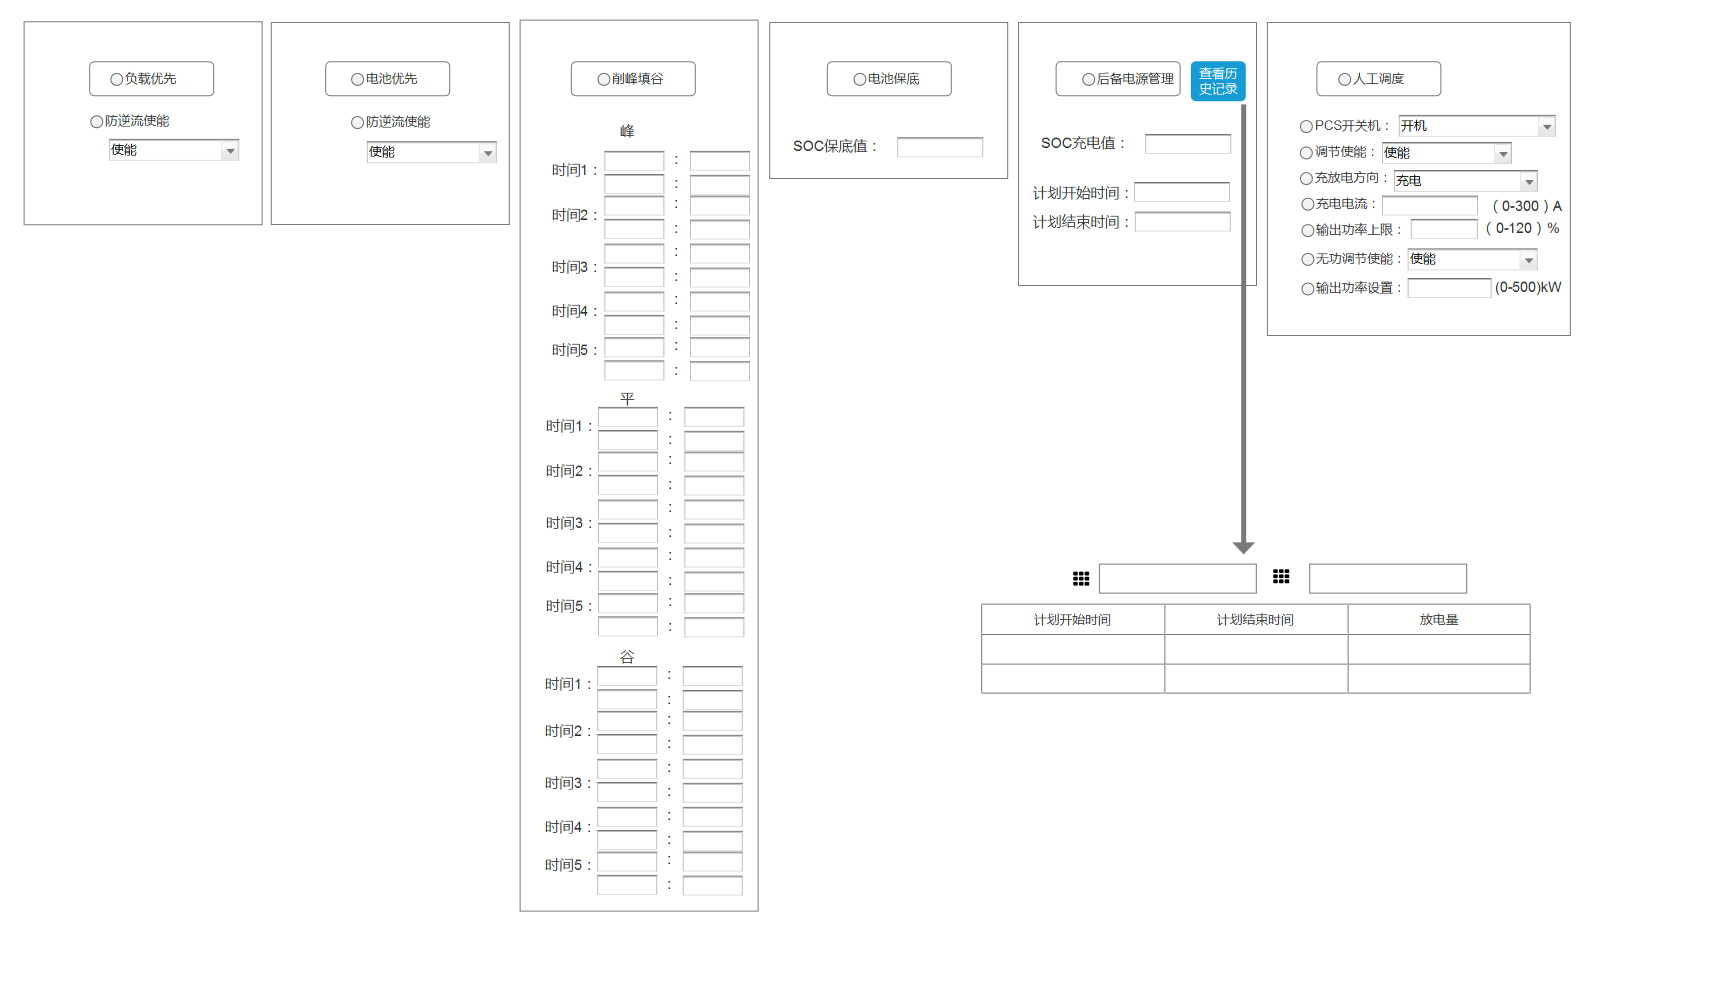 负载优先
防逆流使能
使能
电池优先
防逆流使能
使能
削峰填谷
峰
时间1：
:
:
时间2：
:
:
时间3：
:
:
时间4：
:
:
时间5：
:
:
平
时间1：
:
:
时间2：
:
:
时间3：
:
:
时间4：
:
:
时间5：
:
:
谷
时间1：
:
:
时间2：
:
:
时间3：
:
:
时间4：
:
:
时间5：
:
:
电池保底
SOC保底值：
后备电源管理
查看历
史记录
SOC充电值：
计划开始时间：
计划结束时间：
人工调度
PCS开关机： 开机
调节使能： 使能
充放电方向： 充电
充电电流： （0-300）A
输出功率上限： （0-120）%
无功调节使能： 使能
输出功率设置： (0-500)kW
计划开始时间 计划结束时间 放电量